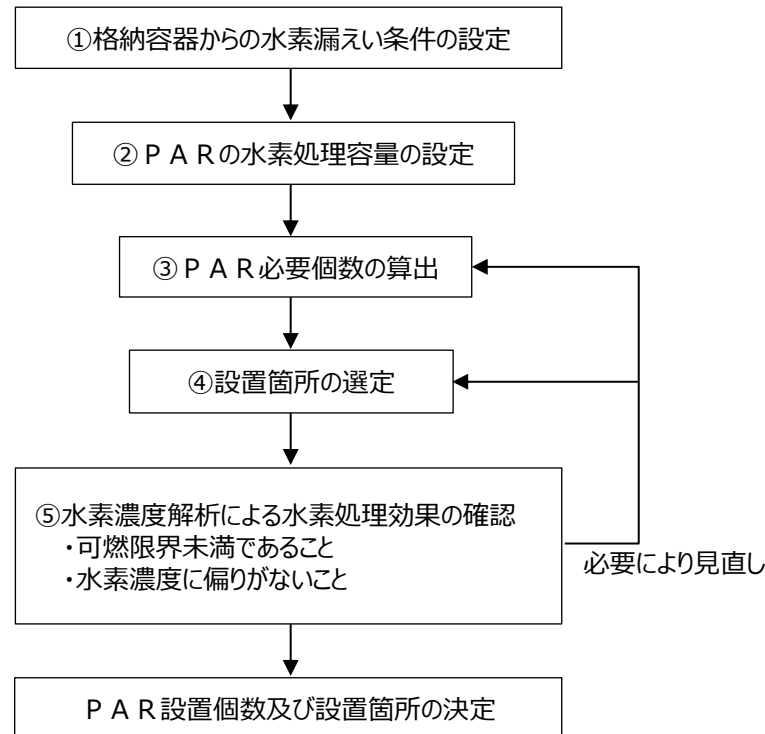 ①格納容器からの水素漏えい条件の設定
②ＰＡＲの水素処理容量の設定
③ＰＡＲ必要個数の算出
④設置箇所の選定
⑤水素濃度解析による水素処理効果の確認
・可燃限界未満であること
・水素濃度に偏りがないこと
必要により見直し
ＰＡＲ設置個数及び設置箇所の決定